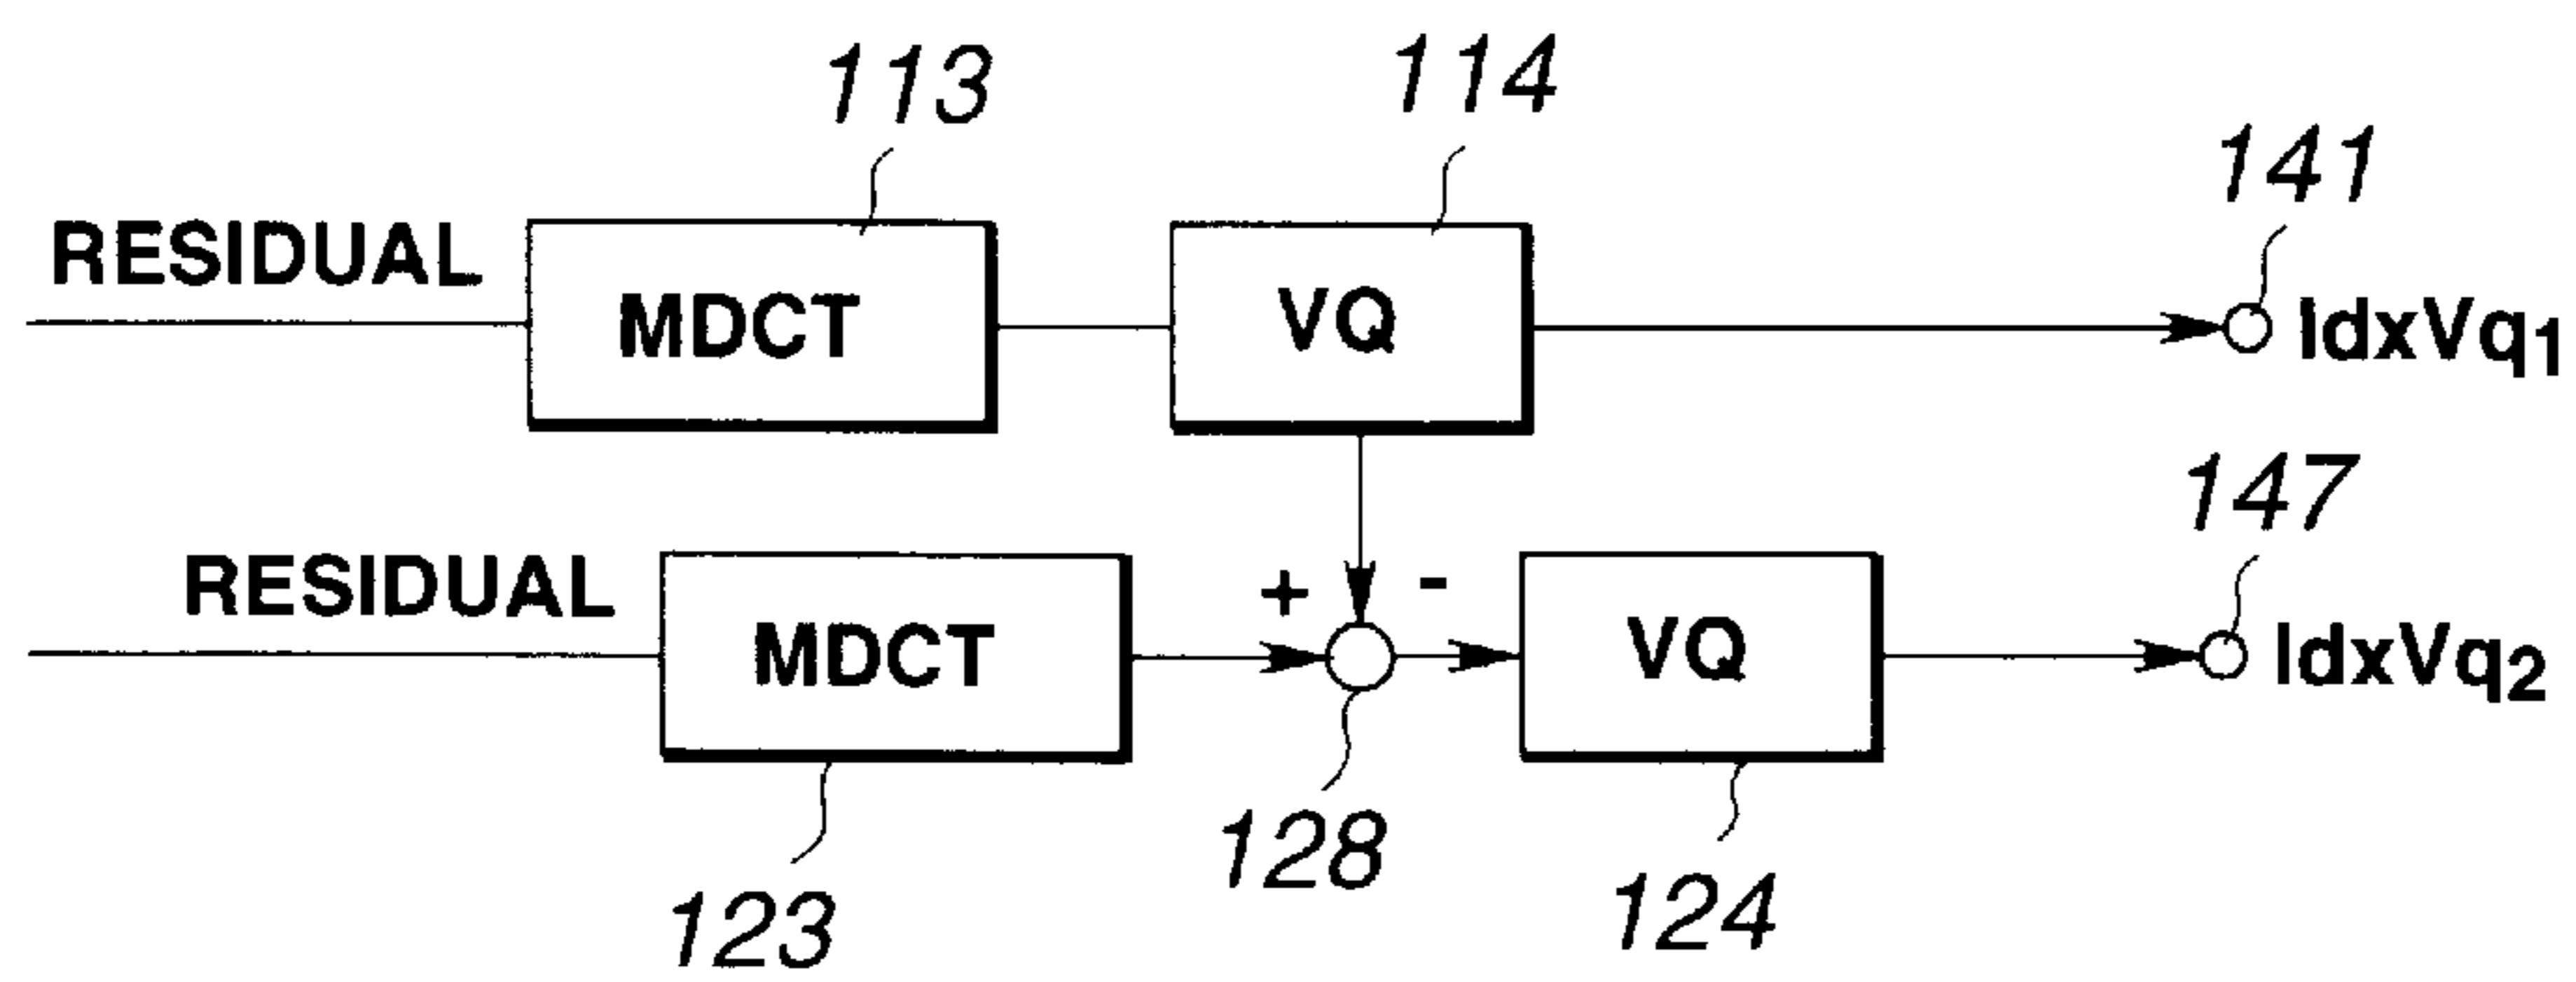 113
114
141
RESIDUAL
MDCT
VQ
IdxVq1
147
RESIDUAL
+
-
MDCT
VQ
IdxVq2
128
123
124